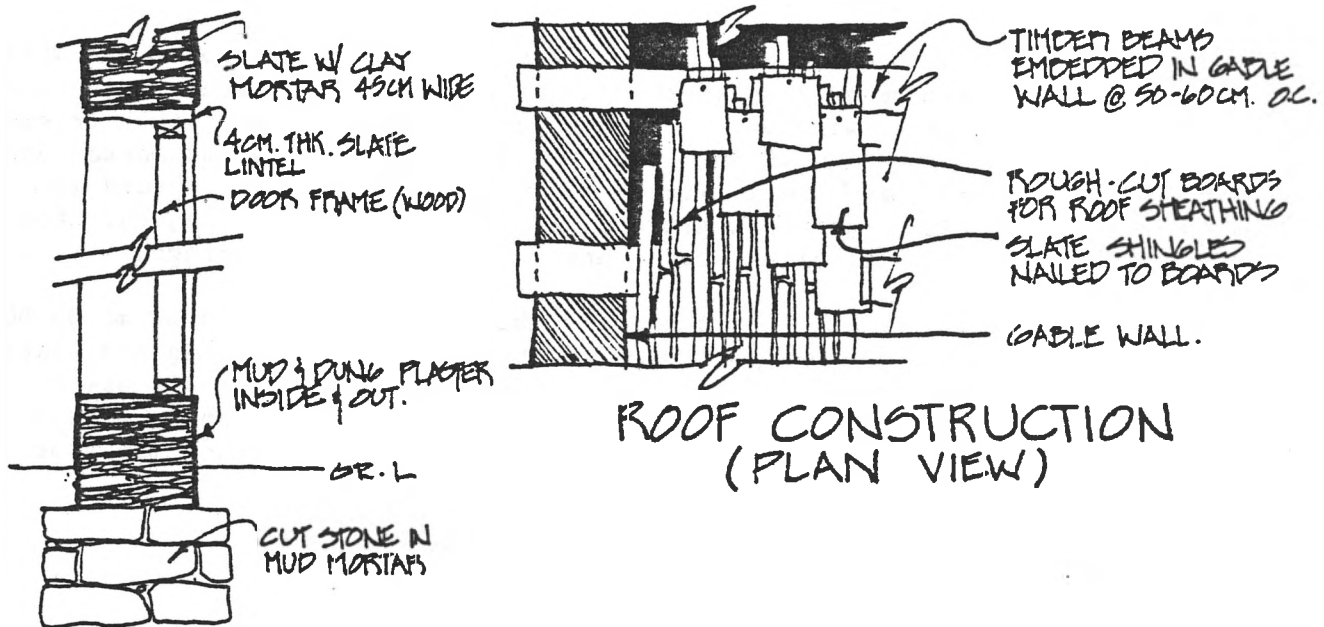 SLATE W/ CLAY
MORTAR 45CM WIDE
4CM. THK. SLATE
LINTEL
DOOR FRAME (WOOD)
MUD & DUNG PLASTER
INSIDE & OUT.
GR. L
CUT STONE IN
MUD MORTAR
TIMBER BEAMS
EMBEDDED IN GABLE
WALL @ 50-60CM. O.C.
ROUGH-CUT BOARDS
FOR ROOF SHEATHING
SLATE SHINGLES
NAILED TO BOARDS
GABLE WALL.
ROOF CONSTRUCTION
(PLAN VIEW)